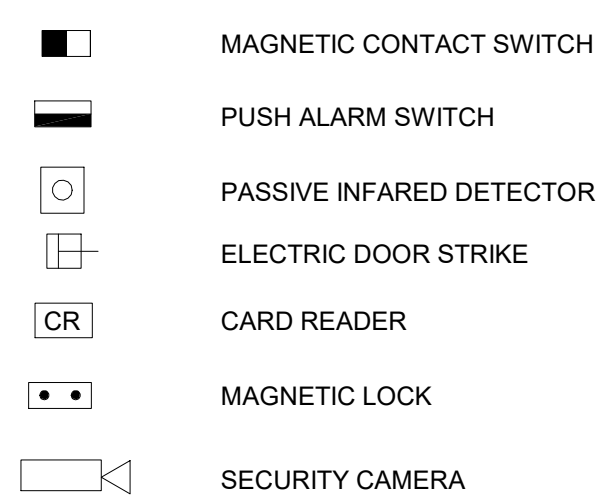 MAGNETIC CONTACT SWITCH
PUSH ALARM SWITCH
PASSIVE INFARED DETECTOR
ELECTRIC DOOR STRIKE
CR CARD READER
MAGNETIC LOCK
SECURITY CAMERA